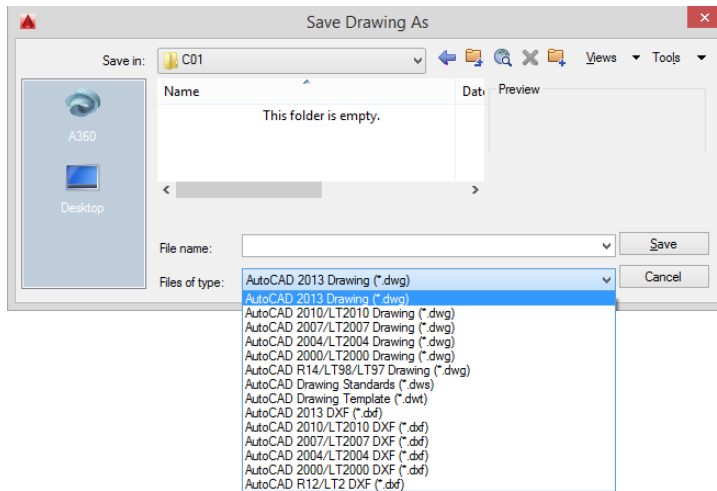 Save Drawing As
Save in: C01 Views Tools
Name Date Preview
This folder is empty.
A360
Desktop
File name: Save
Files of type: AutoCAD 2013 Drawing (*.dwg) Cancel
AutoCAD 2013 Drawing (*.dwg)
AutoCAD 2010/LT2010 Drawing (*.dwg)
AutoCAD 2007/LT2007 Drawing (*.dwg)
AutoCAD 2004/LT2004 Drawing (*.dwg)
AutoCAD 2000/LT2000 Drawing (*.dwg)
AutoCAD R14/LT98/LT97 Drawing (*.dwg)
AutoCAD Drawing Standards (*.dws)
AutoCAD Drawing Template (*.dwt)
AutoCAD 2013 DXF (*.dxf)
AutoCAD 2010/LT2010 DXF (*.dxf)
AutoCAD 2007/LT2007 DXF (*.dxf)
AutoCAD 2004/LT2004 DXF (*.dxf)
AutoCAD 2000/LT2000 DXF (*.dxf)
AutoCAD R12/LT2 DXF (*.dxf)